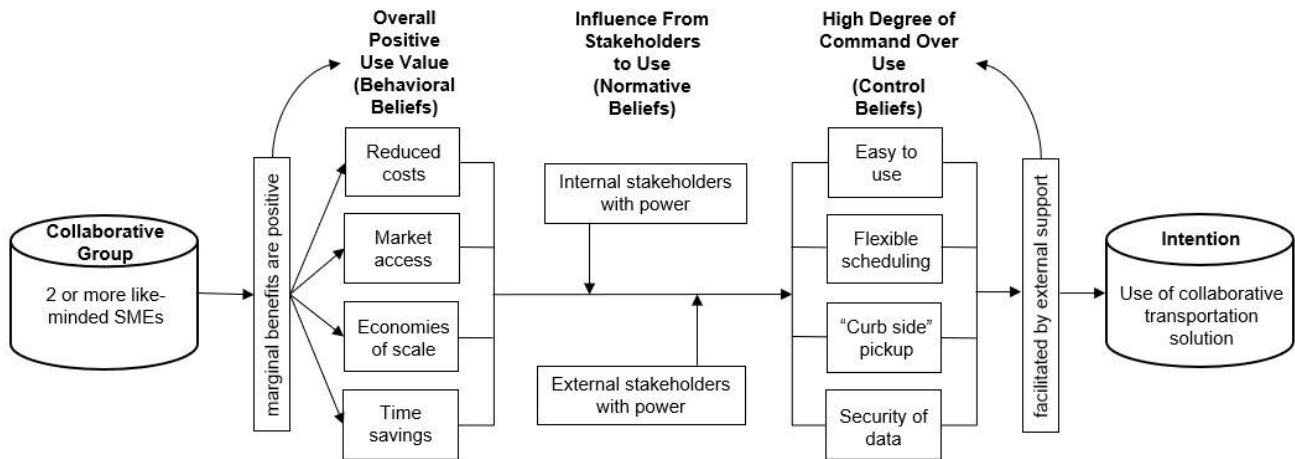 Overall
Positive
Use Value
(Behavioral
Beliefs)
Influence From
Stakeholders
to Use
(Normative
Beliefs)
High Degree of
Command Over
Use
(Control
Beliefs)
Collaborative
Group
2 or more like-
minded SMEs
marginal benefits are positive
Reduced
costs
Market
access
Economies
of scale
Time
savings
Internal stakeholders
with power
External stakeholders
with power
Easy to
use
Flexible
scheduling
“Curb side”
pickup
Security of
data
facilitated by external support
Intention
Use of collaborative
transportation
solution